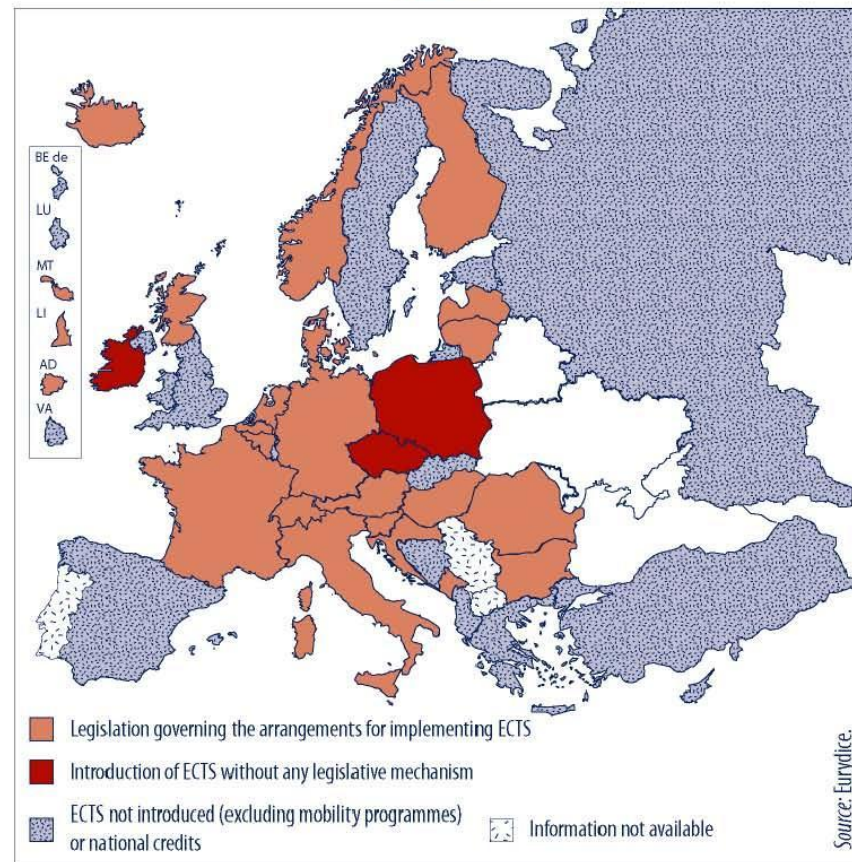 BE de
LU
MT
LI
AD
VA
Legislation governing the arrangements for implementing ECTS
Introduction of ECTS without any legislative mechanism
ECTS not introduced (excluding mobility programmes)
or national credits
Information not available
Source: Eurydice.